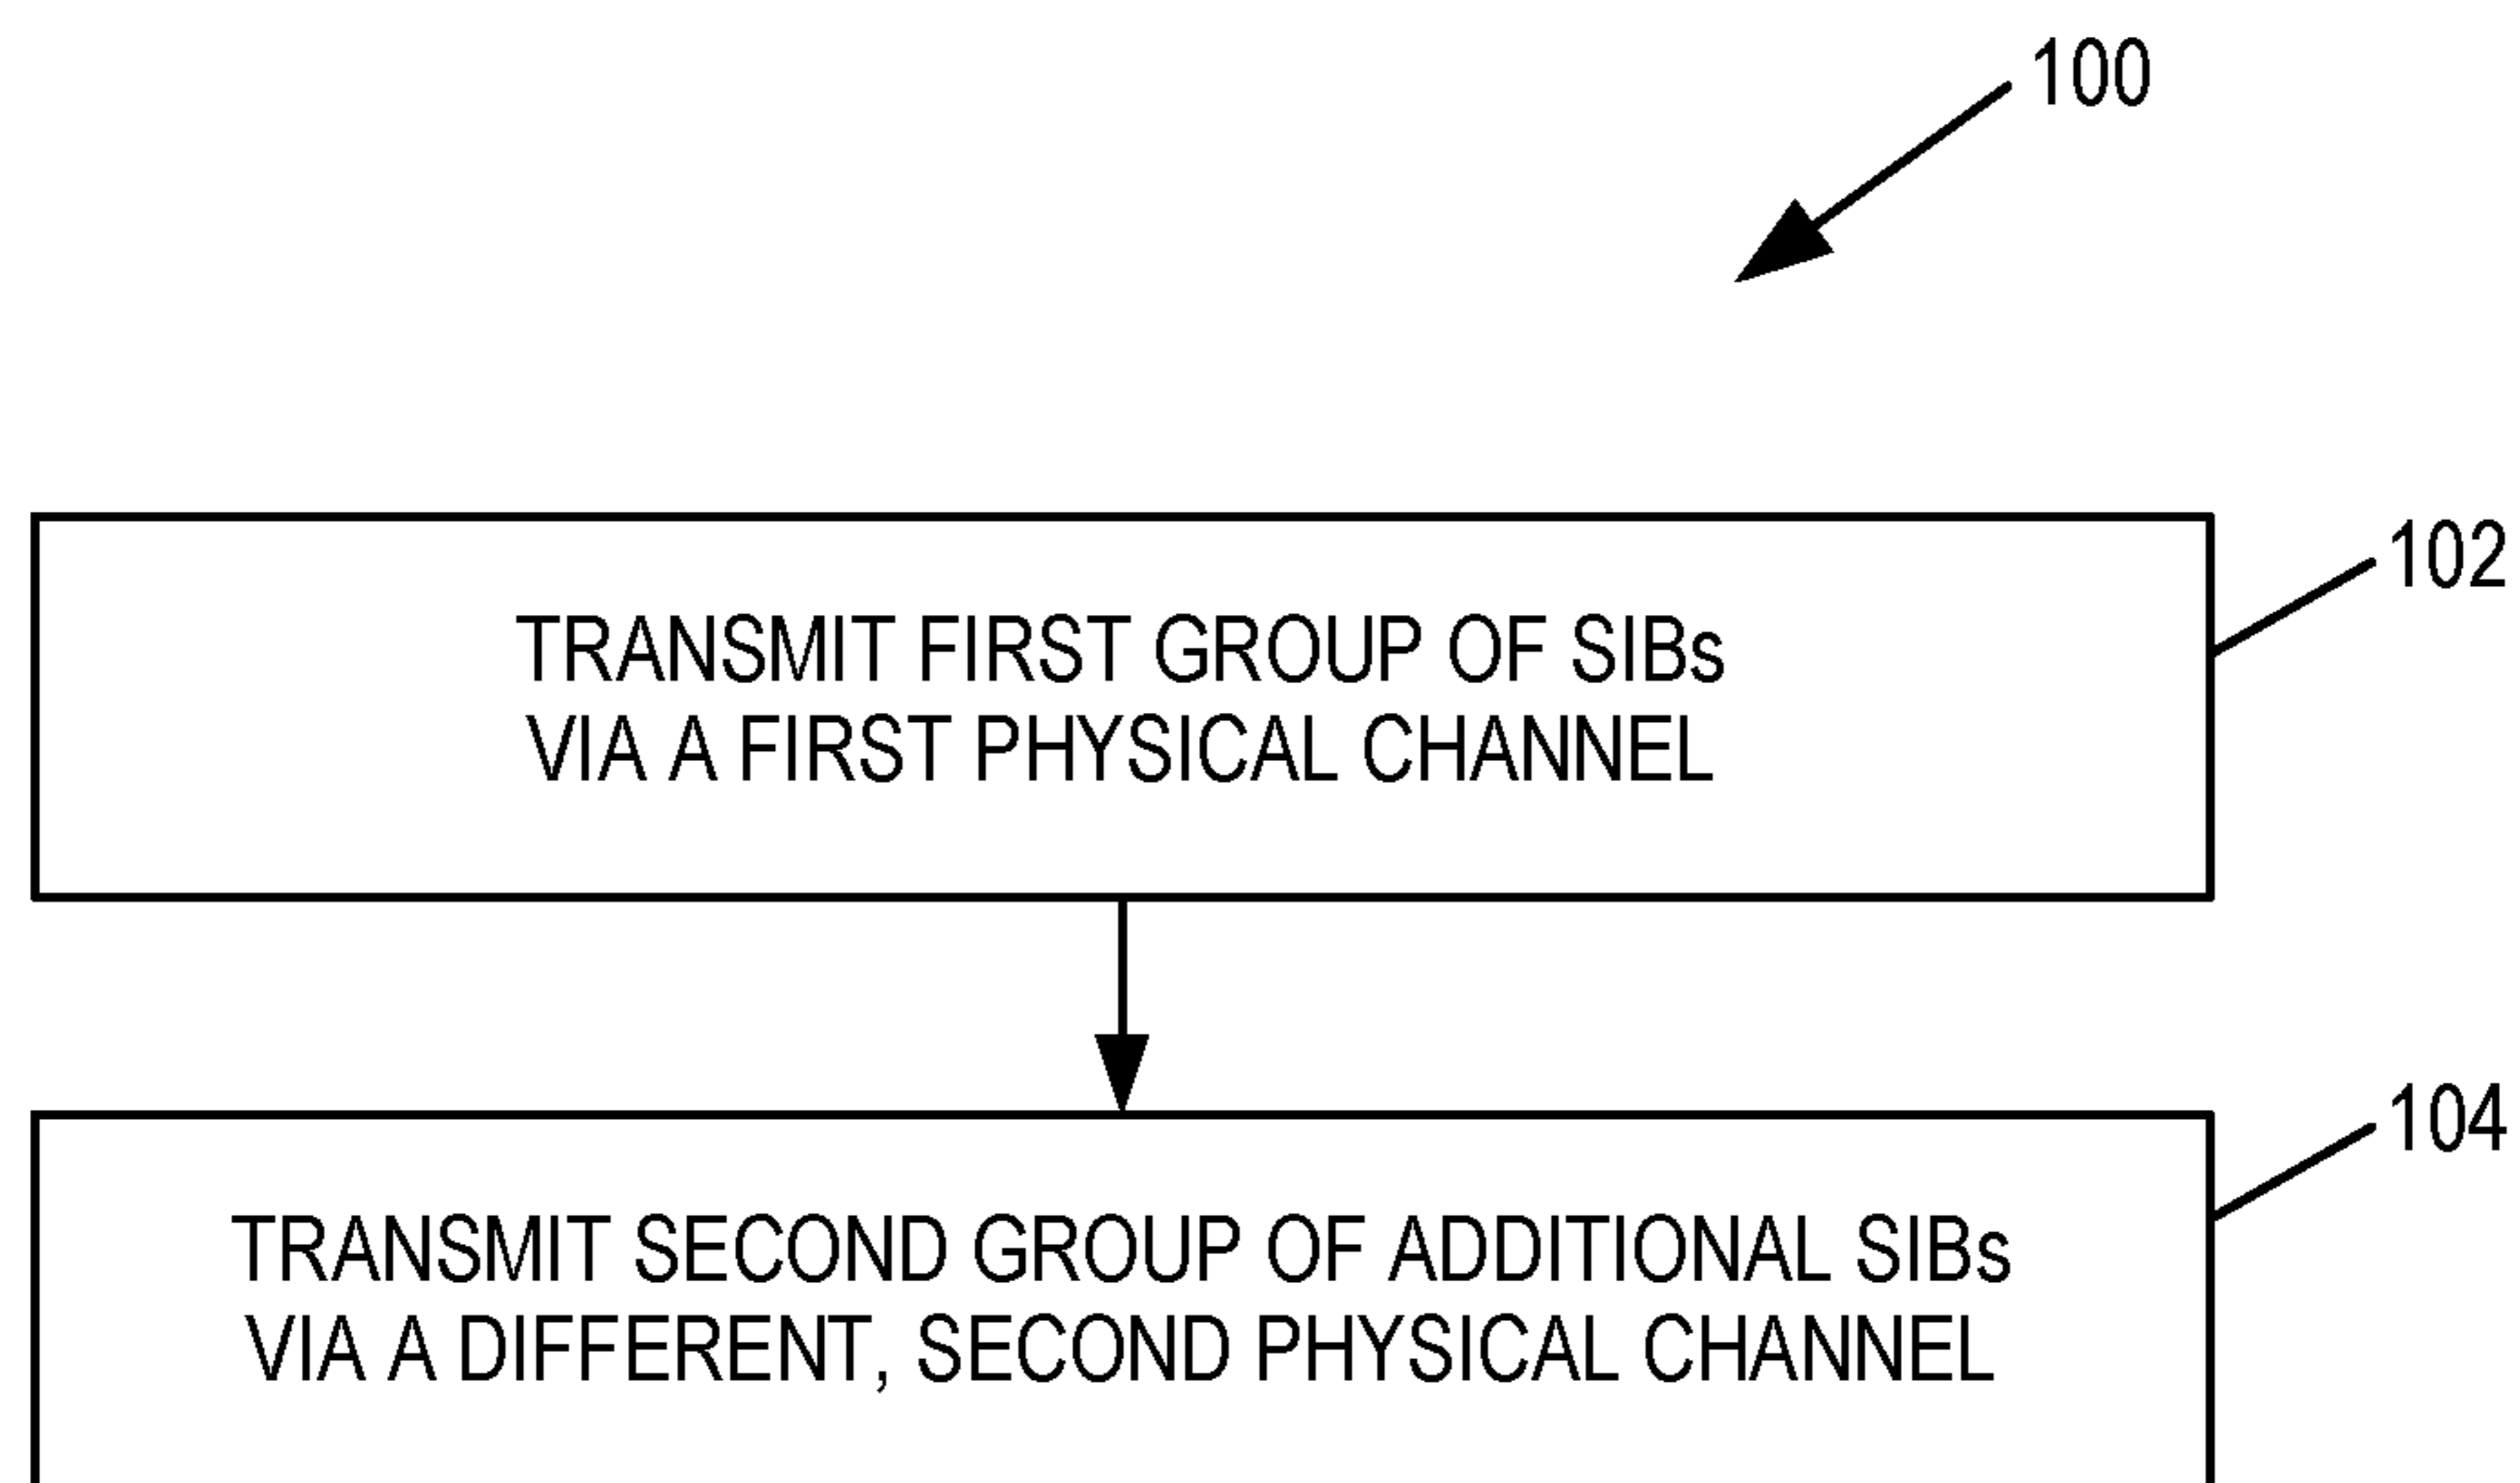 100
102
TRANSMIT FIRST GROUP OF SIBs
VIA A FIRST PHYSICAL CHANNEL
104
TRANSMIT SECOND GROUP OF ADDITIONAL SIBs
VIA A DIFFERENT, SECOND PHYSICAL CHANNEL